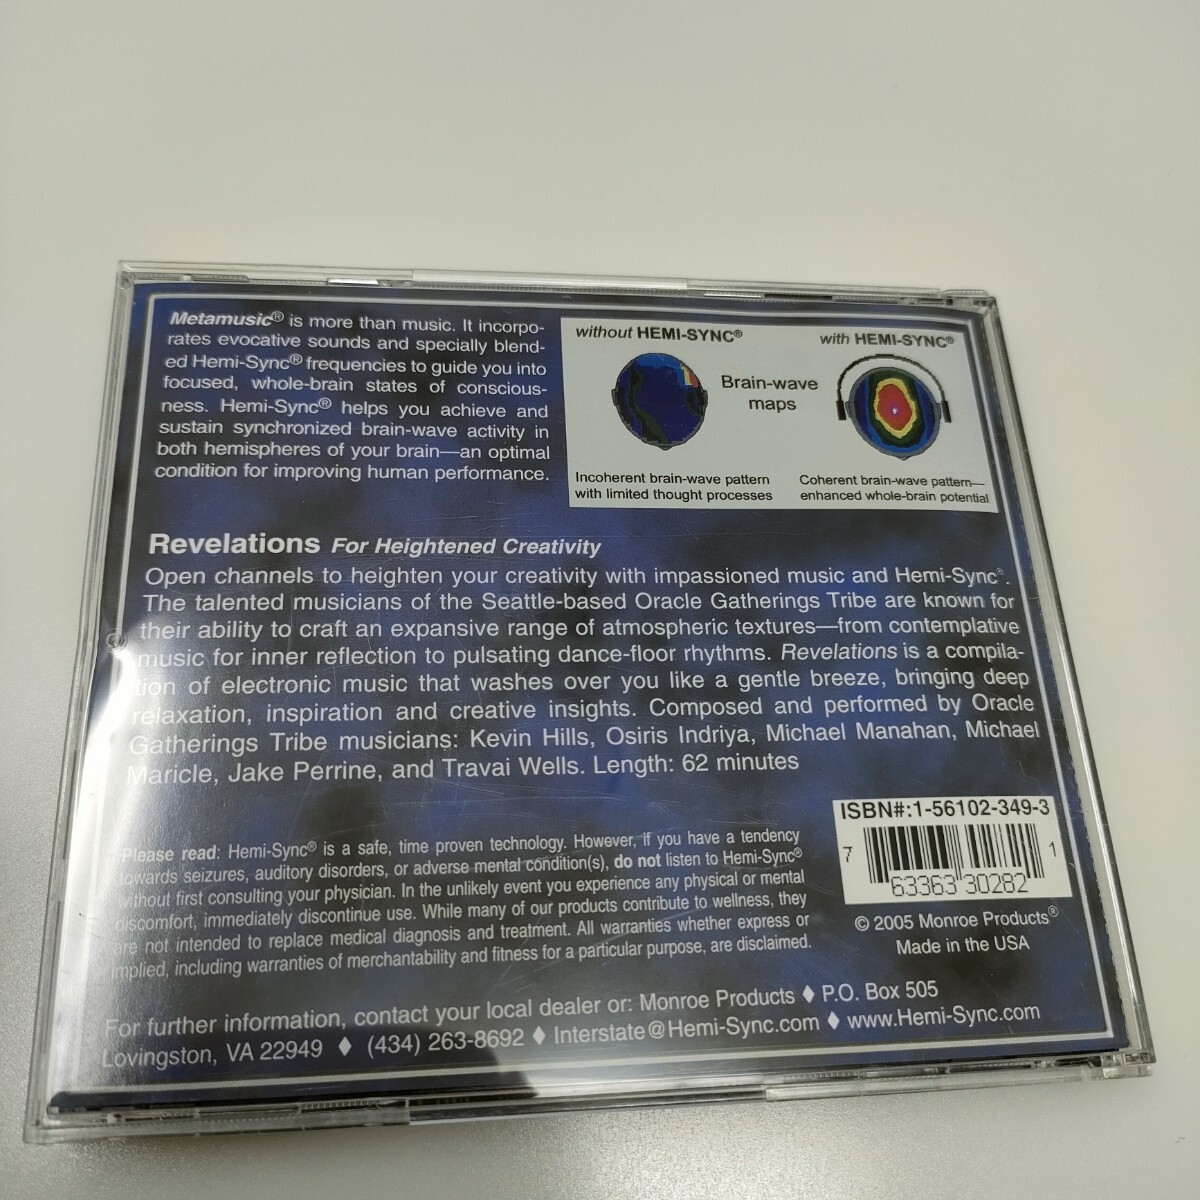 Metamusic® is more than music. It incorpo-
rates evocative sounds and specially blend-
ed Hemi-Sync® frequencies to guide you into
focused, whole-brain states of conscious-
ness. Hemi-Sync® helps you achieve and
sustain synchronized brain-wave activity in
both hemispheres of your brain—an optimal
condition for improving human performance.
without HEMI-SYNC®
with HEMI-SYNC®
Brain-wave
maps
Incoherent brain-wave pattern
with limited thought processes
Coherent brain-wave pattern—
enhanced whole-brain potential
Revelations For Heightened Creativity
Open channels to heighten your creativity with impassioned music and Hemi-Sync®.
The talented musicians of the Seattle-based Oracle Gatherings Tribe are known for
their ability to craft an expansive range of atmospheric textures—from contemplative
music for inner reflection to pulsating dance-floor rhythms. Revelations is a compila-
tion of electronic music that washes over you like a gentle breeze, bringing deep
relaxation, inspiration and creative insights. Composed and performed by Oracle
Gatherings Tribe musicians: Kevin Hills, Osiris Indriya, Michael Manahan, Michael
Maricle, Jake Perrine, and Travai Wells. Length: 62 minutes
Please read: Hemi-Sync® is a safe, time proven technology. However, if you have a tendency
towards seizures, auditory disorders, or adverse mental condition(s), do not listen to Hemi-Sync®
without first consulting your physician. In the unlikely event you experience any physical or mental
discomfort, immediately discontinue use. While many of our products contribute to wellness, they
are not intended to replace medical diagnosis and treatment. All warranties whether express or
implied, including warranties of merchantability and fitness for a particular purpose, are disclaimed.
ISBN#:1-56102-349-3
7 63363 30282 1
© 2005 Monroe Products®
Made in the USA
For further information, contact your local dealer or: Monroe Products ♦ P.O. Box 505
Lovingston, VA 22949 ♦ (434) 263-8692 ♦ Interstate@Hemi-Sync.com ♦ www.Hemi-Sync.com